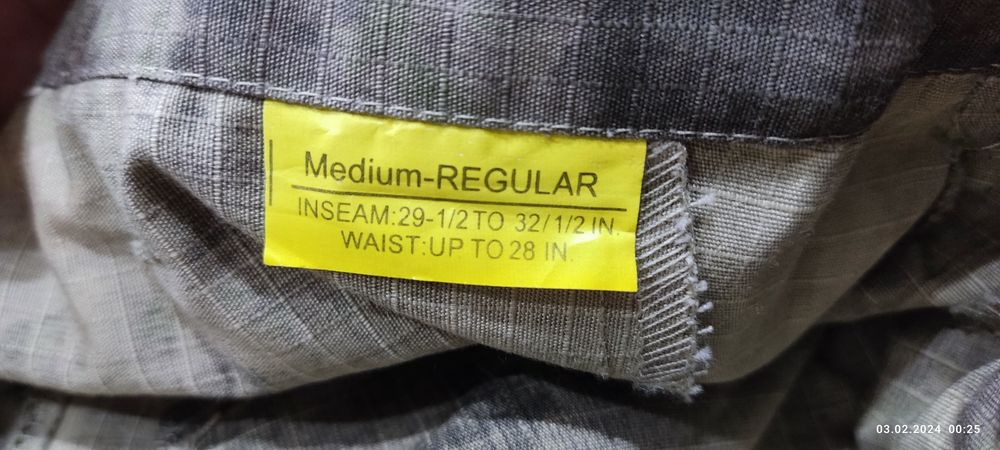 Medium-REGULAR
INSEAM:29-1/2 TO 32/1/2 IN.
WAIST:UP TO 28 IN.
03.02.2024 00:25